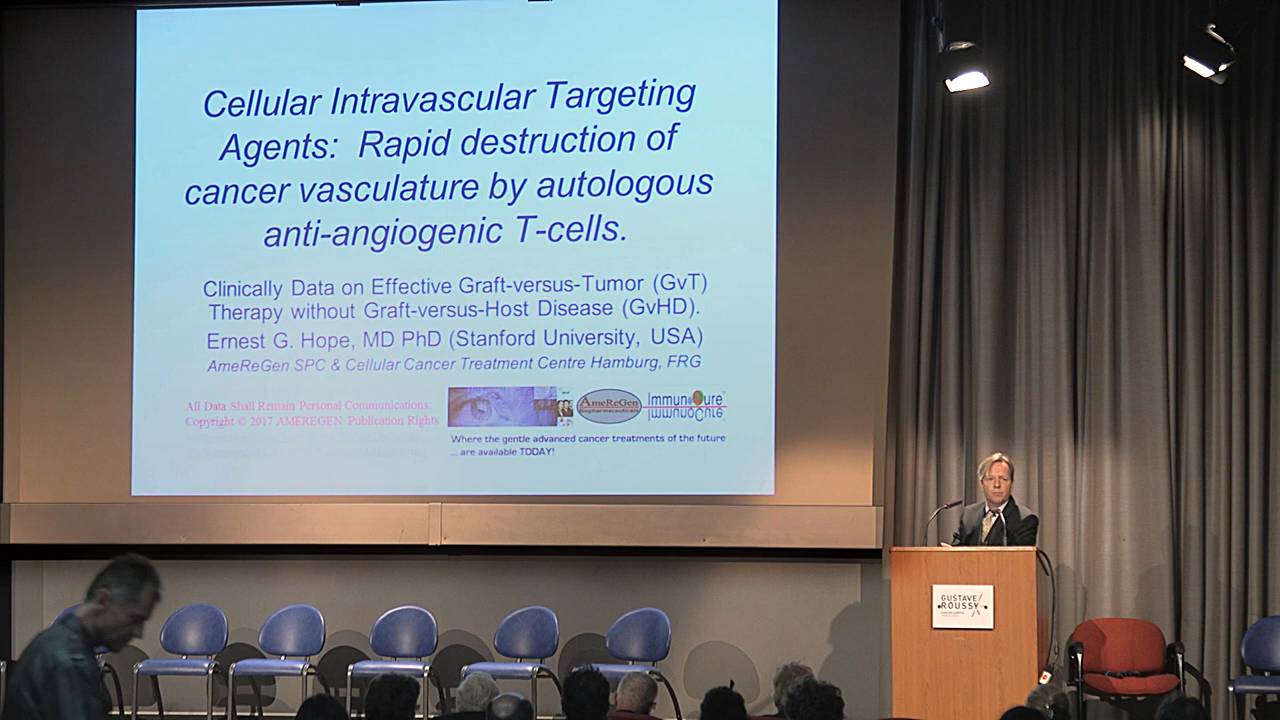 Cellular Intravascular Targeting
Agents: Rapid destruction of
cancer vasculature by autologous
anti-angiogenic T-cells.
Clinically Data on Effective Graft-versus-Tumor (GvT)
Therapy without Graft-versus-Host Disease (GvHD).
Ernest G. Hope, MD PhD (Stanford University, USA)
AmeReGen SPC & Cellular Cancer Treatment Centre Hamburg, FRG
All Data Shall Remain Personal Communications.
Copyright © 2017 AMEREGEN Publication Rights
AmeReGen
Biopharmaceuticals
Immun Cure
Where the gentle advanced cancer treatments of the future
... are available TODAY!
GUSTAVE
ROUSSY